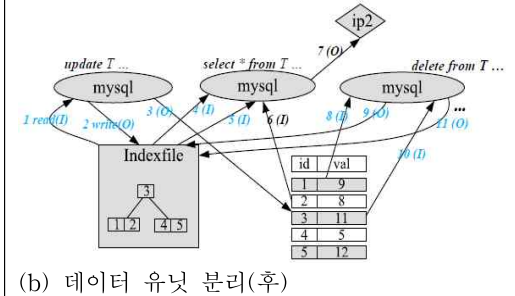 ip2
7 (O)
update T ...
select * from T ...
delete from T ...
mysql
mysql
mysql
...
1 read(I)
2 write(O)
3 (O)
4 (I)
5 (I)
6 (I)
8 (I)
9 (O)
11 (O)
10 (I)
Indexfile
3
1 2
4 5
id val
1 9
2 8
3 11
4 5
5 12
(b) 데이터 유닛 분리(후)